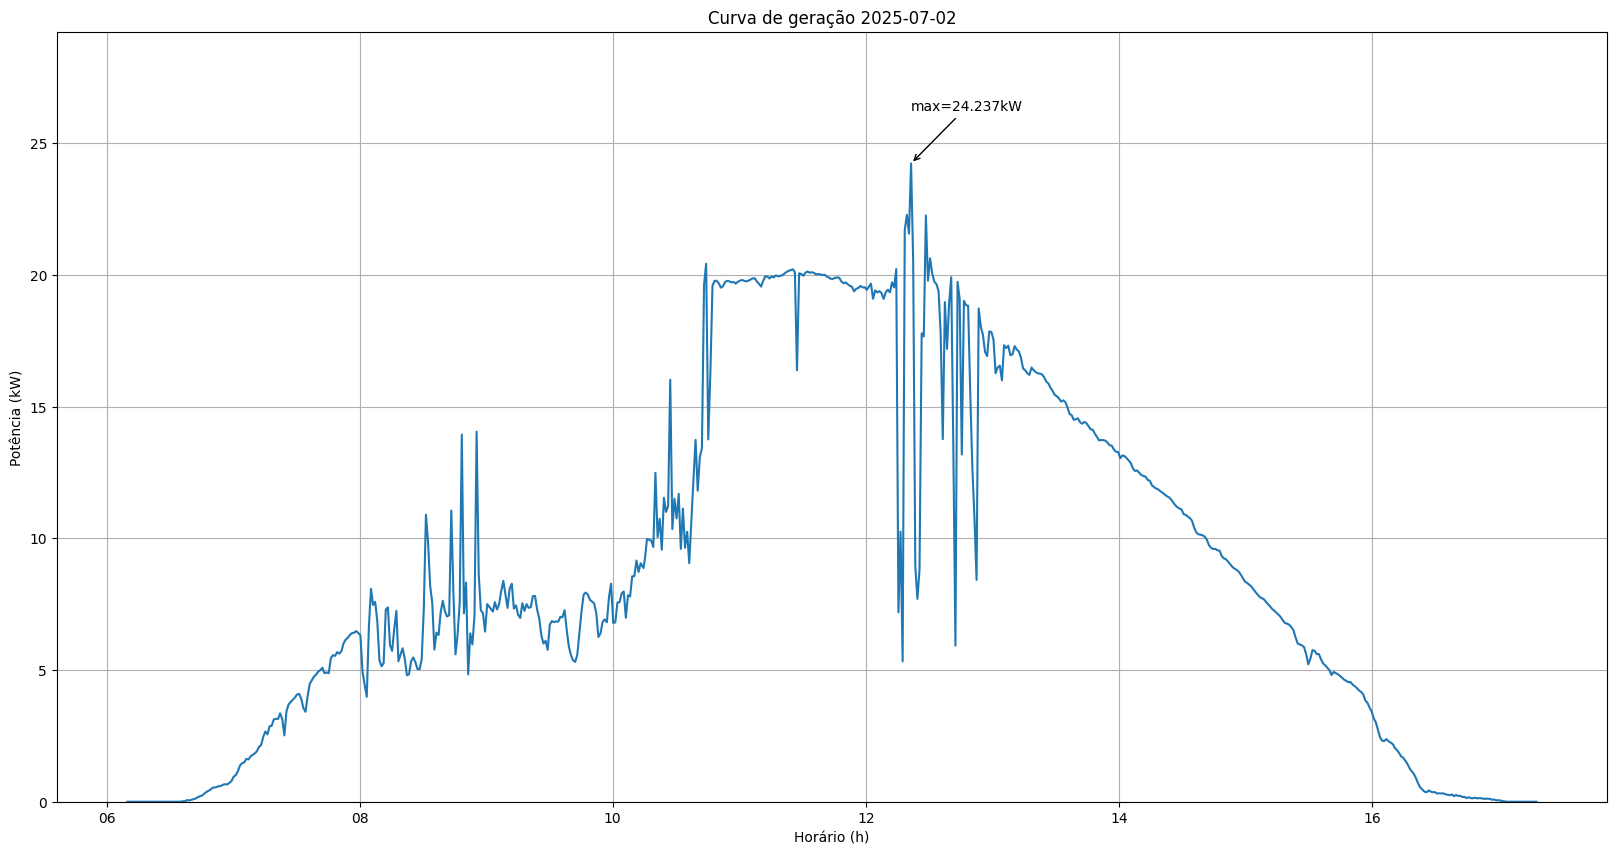 Curva de geração 2025-07-02
max=24.237kW
25
20
15
10
5
0
Potência (kW)
06 08 10 12 14 16
Horário (h)